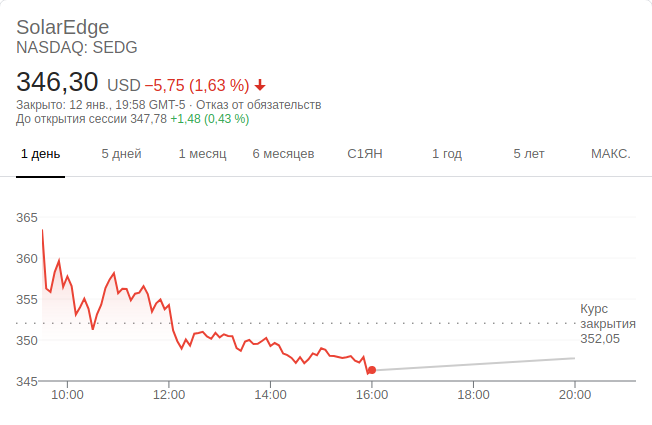 SolarEdge
NASDAQ: SEDG
346,30 USD −5,75 (1,63 %)
Закрыто: 12 янв., 19:58 GMT-5 · Отказ от обязательств
До открытия сессии 347,78 +1,48 (0,43 %)
1 день 5 дней 1 месяц 6 месяцев С1ЯН 1 год 5 лет МАКС.
365
360
355
Курс
закрытия
352,05
350
345
10:00 12:00 14:00 16:00 18:00 20:00